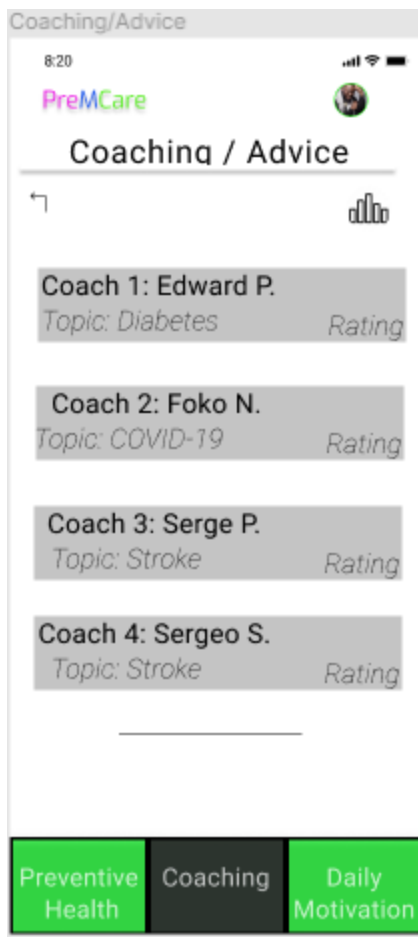 Coaching/Advice
8:20
PreMCare
Coaching / Advice
Coach 1: Edward P.
Topic: Diabetes
Rating
Coach 2: Foko N.
Topic: COVID-19
Rating
Coach 3: Serge P.
Topic: Stroke
Rating
Coach 4: Sergeo S.
Topic: Stroke
Rating
Preventive
Health
Coaching
Daily
Motivation